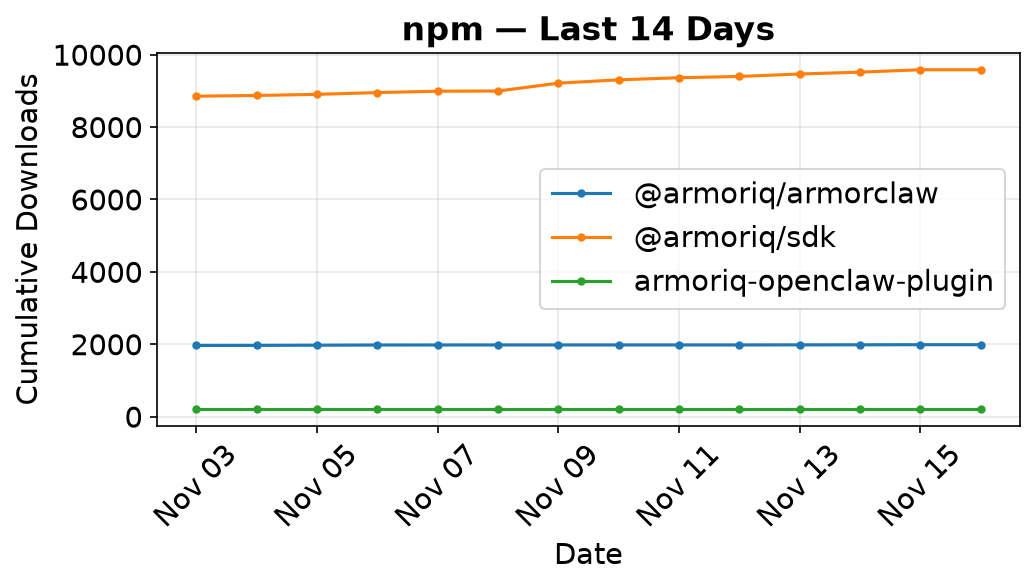 npm — Last 14 Days
Cumulative Downloads
10000
8000
6000
4000
2000
0
@armoriq/armorclaw
@armoriq/sdk
armoriq-openclaw-plugin
Nov 03
Nov 05
Nov 07
Nov 09
Nov 11
Nov 13
Nov 15
Date